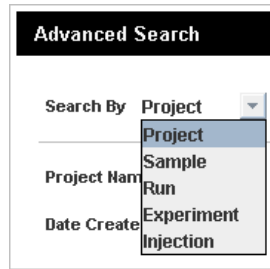 Advanced Search
Search By Project
Project
Sample
Project Nam
Run
Experiment
Date Create
Injection